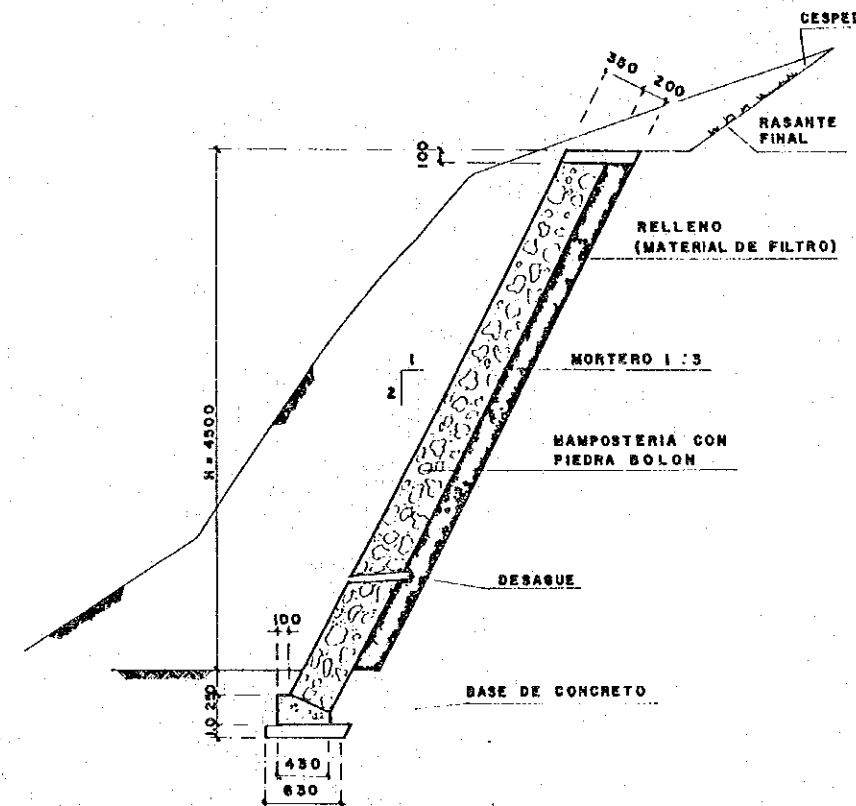 CESPED
350
200
RASANTE
FINAL
100
RELLENO
(MATERIAL DE FILTRO)
1
2
MORTERO 1 : 3
H = 4500
MAMPOSTERIA CON
PIEDRA BOLON
DESAGUE
100
BASE DE CONCRETO
250
430
630